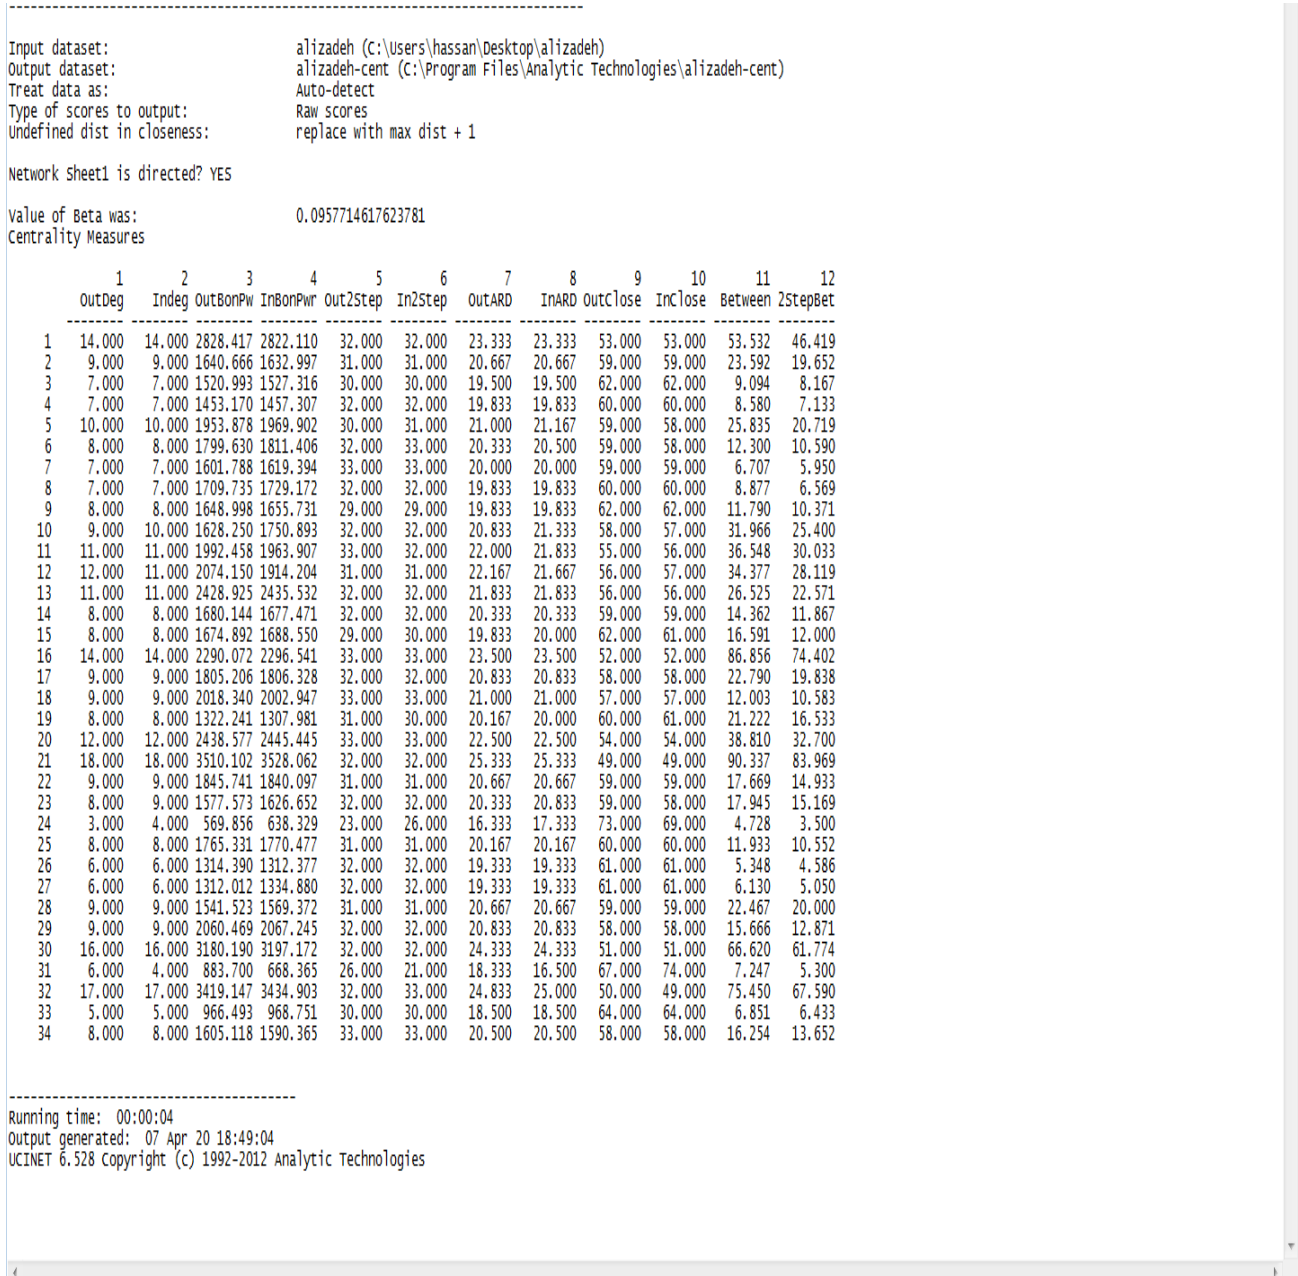 --------------------------------------------------------------------------------
Input dataset: alizadeh (C:\Users\hassan\Desktop\alizadeh)
Output dataset: alizadeh-cent (C:\Program Files\Analytic Technologies\alizadeh-cent)
Treat data as: Auto-detect
Type of scores to output: Raw scores
Undefined dist in closeness: replace with max dist + 1
Network Sheet1 is directed? YES
Value of Beta was: 0.0957714617623781
Centrality Measures
1 2 3 4 5 6 7 8 9 10 11 12
OutDeg Indeg OutBonPw InBonPwr Out2Step In2Step OutARD InARD OutClose InClose Between 2StepBet
-------- -------- -------- -------- -------- -------- -------- -------- -------- -------- -------- --------
1 14.000 14.000 2828.417 2822.110 32.000 32.000 23.333 23.333 53.000 53.000 53.532 46.419
2 9.000 9.000 1640.666 1632.997 31.000 31.000 20.667 20.667 59.000 59.000 23.592 19.652
3 7.000 7.000 1520.993 1527.316 30.000 30.000 19.500 19.500 62.000 62.000 9.094 8.167
4 7.000 7.000 1453.170 1457.307 32.000 32.000 19.833 19.833 60.000 60.000 8.580 7.133
5 10.000 10.000 1953.878 1969.902 30.000 31.000 21.000 21.167 59.000 58.000 25.835 20.719
6 8.000 8.000 1799.630 1811.406 32.000 33.000 20.333 20.500 59.000 58.000 12.300 10.590
7 7.000 7.000 1601.788 1619.394 33.000 33.000 20.000 20.000 59.000 59.000 6.707 5.950
8 7.000 7.000 1709.735 1729.172 32.000 32.000 19.833 19.833 60.000 60.000 8.877 6.569
9 8.000 8.000 1648.998 1655.731 29.000 29.000 19.833 19.833 62.000 62.000 11.790 10.371
10 9.000 10.000 1628.250 1750.893 32.000 32.000 20.833 21.333 58.000 57.000 31.966 25.400
11 11.000 11.000 1992.458 1963.907 33.000 32.000 22.000 21.833 55.000 56.000 36.548 30.033
12 12.000 11.000 2074.150 1914.204 31.000 31.000 22.167 21.667 56.000 57.000 34.377 28.119
13 11.000 11.000 2428.925 2435.532 32.000 32.000 21.833 21.833 56.000 56.000 26.525 22.571
14 8.000 8.000 1680.144 1677.471 32.000 32.000 20.333 20.333 59.000 59.000 14.362 11.867
15 8.000 8.000 1674.892 1688.550 29.000 30.000 19.833 20.000 62.000 61.000 16.591 12.000
16 14.000 14.000 2290.072 2296.541 33.000 33.000 23.500 23.500 52.000 52.000 86.856 74.402
17 9.000 9.000 1805.206 1806.328 32.000 32.000 20.833 20.833 58.000 58.000 22.790 19.838
18 9.000 9.000 2018.340 2002.947 33.000 33.000 21.000 21.000 57.000 57.000 12.003 10.583
19 8.000 8.000 1322.241 1307.981 31.000 30.000 20.167 20.000 60.000 61.000 21.222 16.533
20 12.000 12.000 2438.577 2445.445 33.000 33.000 22.500 22.500 54.000 54.000 38.810 32.700
21 18.000 18.000 3510.102 3528.062 32.000 32.000 25.333 25.333 49.000 49.000 90.337 83.969
22 9.000 9.000 1845.741 1840.097 31.000 31.000 20.667 20.667 59.000 59.000 17.669 14.933
23 8.000 9.000 1577.573 1626.652 32.000 32.000 20.333 20.833 59.000 58.000 17.945 15.169
24 3.000 4.000 569.856 638.329 23.000 26.000 16.333 17.333 73.000 69.000 4.728 3.500
25 8.000 8.000 1765.331 1770.477 31.000 31.000 20.167 20.167 60.000 60.000 11.933 10.552
26 6.000 6.000 1314.390 1312.377 32.000 32.000 19.333 19.333 61.000 61.000 5.348 4.586
27 6.000 6.000 1312.012 1334.880 32.000 32.000 19.333 19.333 61.000 61.000 6.130 5.050
28 9.000 9.000 1541.523 1569.372 31.000 31.000 20.667 20.667 59.000 59.000 22.467 20.000
29 9.000 9.000 2060.469 2067.245 32.000 32.000 20.833 20.833 58.000 58.000 15.666 12.871
30 16.000 16.000 3180.190 3197.172 32.000 32.000 24.333 24.333 51.000 51.000 66.620 61.774
31 6.000 4.000 883.700 668.365 26.000 21.000 18.333 16.500 67.000 74.000 7.247 5.300
32 17.000 17.000 3419.147 3434.903 32.000 33.000 24.833 25.000 50.000 49.000 75.450 67.590
33 5.000 5.000 966.493 968.751 30.000 30.000 18.500 18.500 64.000 64.000 6.851 6.433
34 8.000 8.000 1605.118 1590.365 33.000 33.000 20.500 20.500 58.000 58.000 16.254 13.652
----------------------------------------
Running time: 00:00:04
Output generated: 07 Apr 20 18:49:04
UCINET 6.528 Copyright (c) 1992-2012 Analytic Technologies